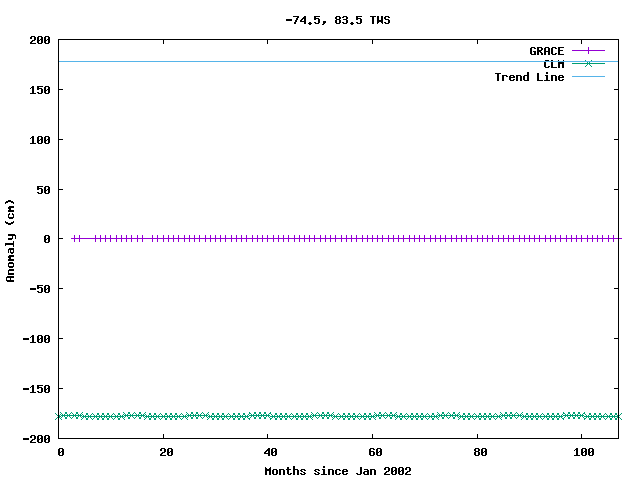 -74.5, 83.5 TWS
200
150
100
50
0
-50
-100
-150
-200
Anomaly (cm)
GRACE
CLM
Trend Line
0 20 40 60 80 100
Months since Jan 2002